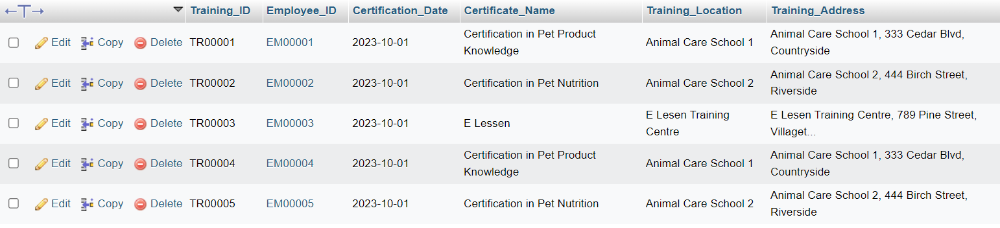 Training_ID Employee_ID Certification_Date Certificate_Name Training_Location Training_Address
Edit Copy Delete TR00001 EM00001 2023-10-01 Certification in Pet Product Knowledge Animal Care School 1 Animal Care School 1, 333 Cedar Blvd, Countryside
Edit Copy Delete TR00002 EM00002 2023-10-01 Certification in Pet Nutrition Animal Care School 2 Animal Care School 2, 444 Birch Street, Riverside
Edit Copy Delete TR00003 EM00003 2023-10-01 E Lessen E Lesen Training Centre E Lesen Training Centre, 789 Pine Street, Villaget...
Edit Copy Delete TR00004 EM00004 2023-10-01 Certification in Pet Product Knowledge Animal Care School 1 Animal Care School 1, 333 Cedar Blvd, Countryside
Edit Copy Delete TR00005 EM00005 2023-10-01 Certification in Pet Nutrition Animal Care School 2 Animal Care School 2, 444 Birch Street, Riverside